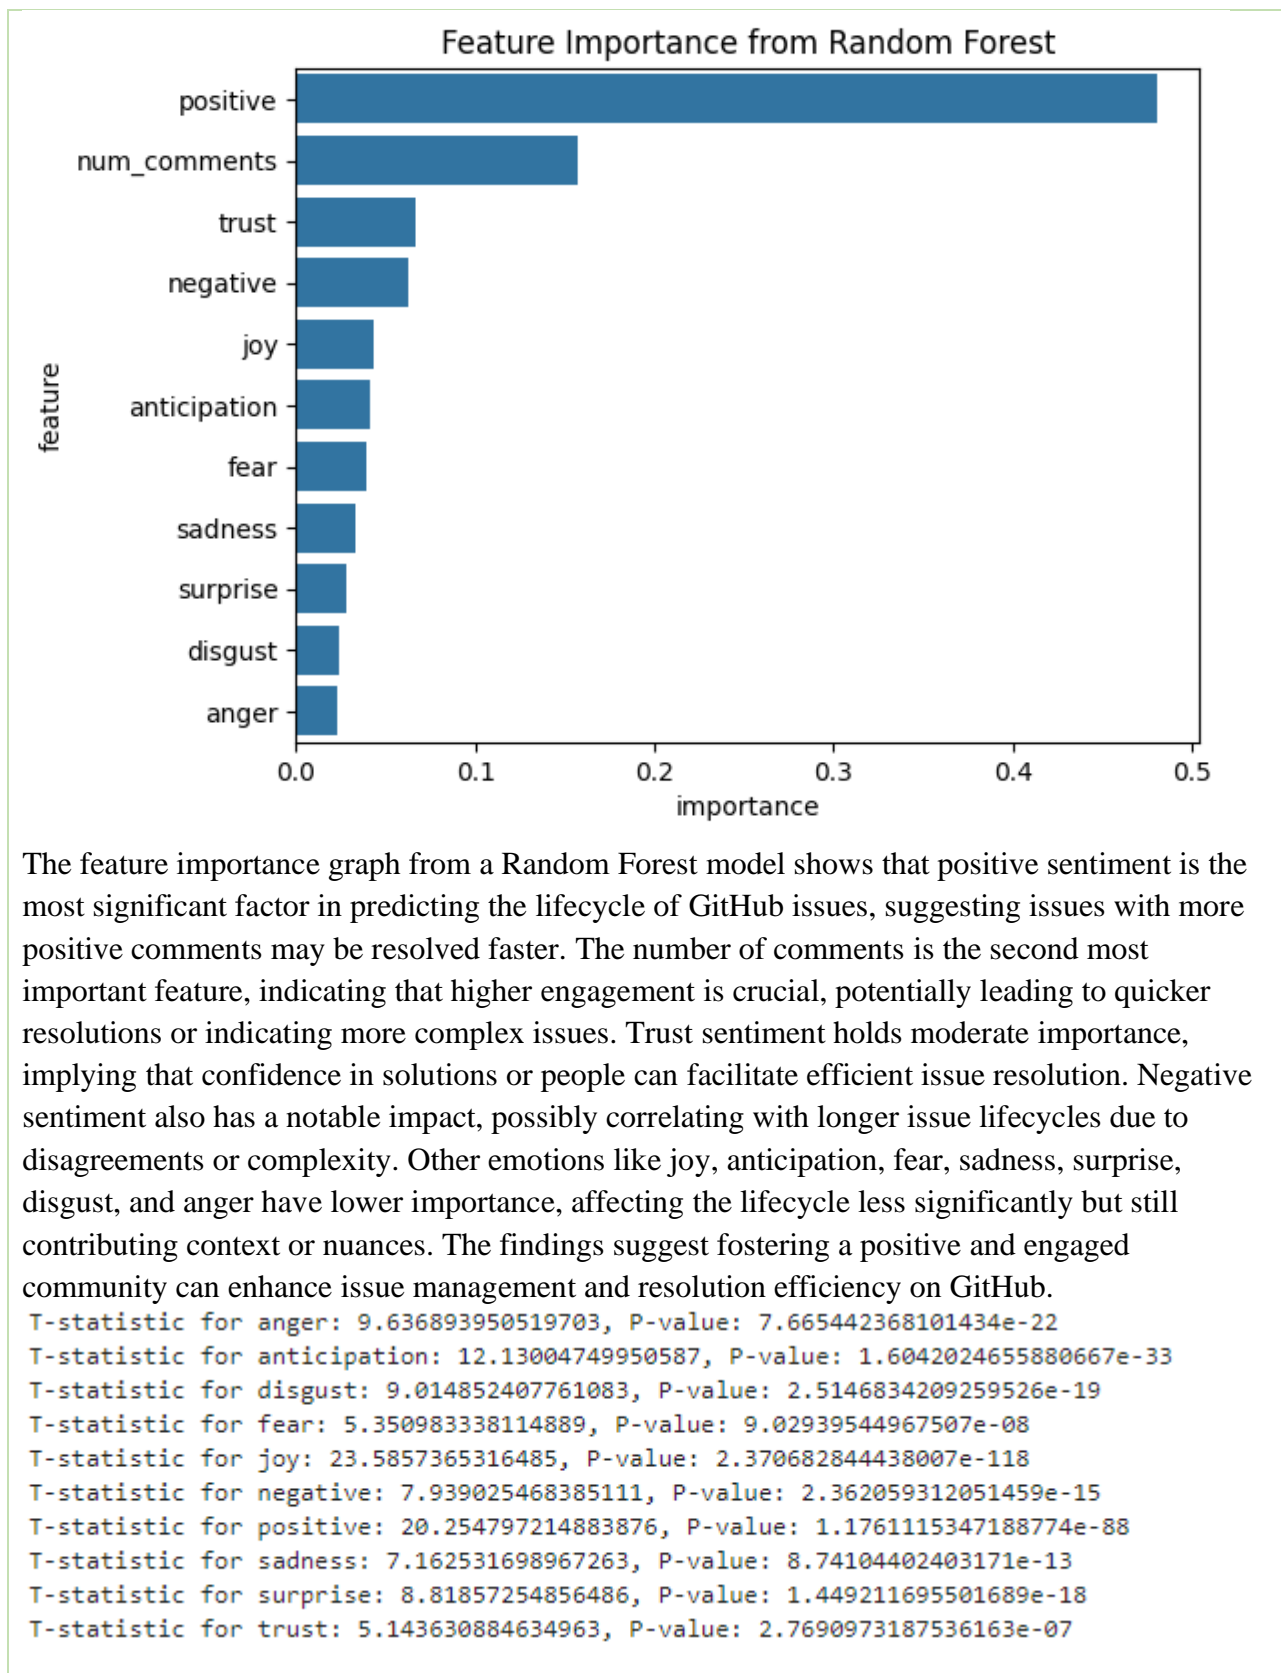 Feature Importance from Random Forest
positive
num_comments
trust
negative
joy
anticipation
fear
sadness
surprise
disgust
anger
feature
0.0 0.1 0.2 0.3 0.4 0.5
importance
The feature importance graph from a Random Forest model shows that positive sentiment is the
most significant factor in predicting the lifecycle of GitHub issues, suggesting issues with more
positive comments may be resolved faster. The number of comments is the second most
important feature, indicating that higher engagement is crucial, potentially leading to quicker
resolutions or indicating more complex issues. Trust sentiment holds moderate importance,
implying that confidence in solutions or people can facilitate efficient issue resolution. Negative
sentiment also has a notable impact, possibly correlating with longer issue lifecycles due to
disagreements or complexity. Other emotions like joy, anticipation, fear, sadness, surprise,
disgust, and anger have lower importance, affecting the lifecycle less significantly but still
contributing context or nuances. The findings suggest fostering a positive and engaged
community can enhance issue management and resolution efficiency on GitHub.
T-statistic for anger: 9.636893950519703, P-value: 7.665442368101434e-22
T-statistic for anticipation: 12.13004749950587, P-value: 1.6042024655880667e-33
T-statistic for disgust: 9.014852407761083, P-value: 2.5146834209259526e-19
T-statistic for fear: 5.350983338114889, P-value: 9.02939544967507e-08
T-statistic for joy: 23.5857365316485, P-value: 2.370682844438007e-118
T-statistic for negative: 7.939025468385111, P-value: 2.362059312051459e-15
T-statistic for positive: 20.254797214883876, P-value: 1.1761115347188774e-88
T-statistic for sadness: 7.162531698967263, P-value: 8.74104402403171e-13
T-statistic for surprise: 8.81857254856486, P-value: 1.449211695501689e-18
T-statistic for trust: 5.143630884634963, P-value: 2.7690973187536163e-07